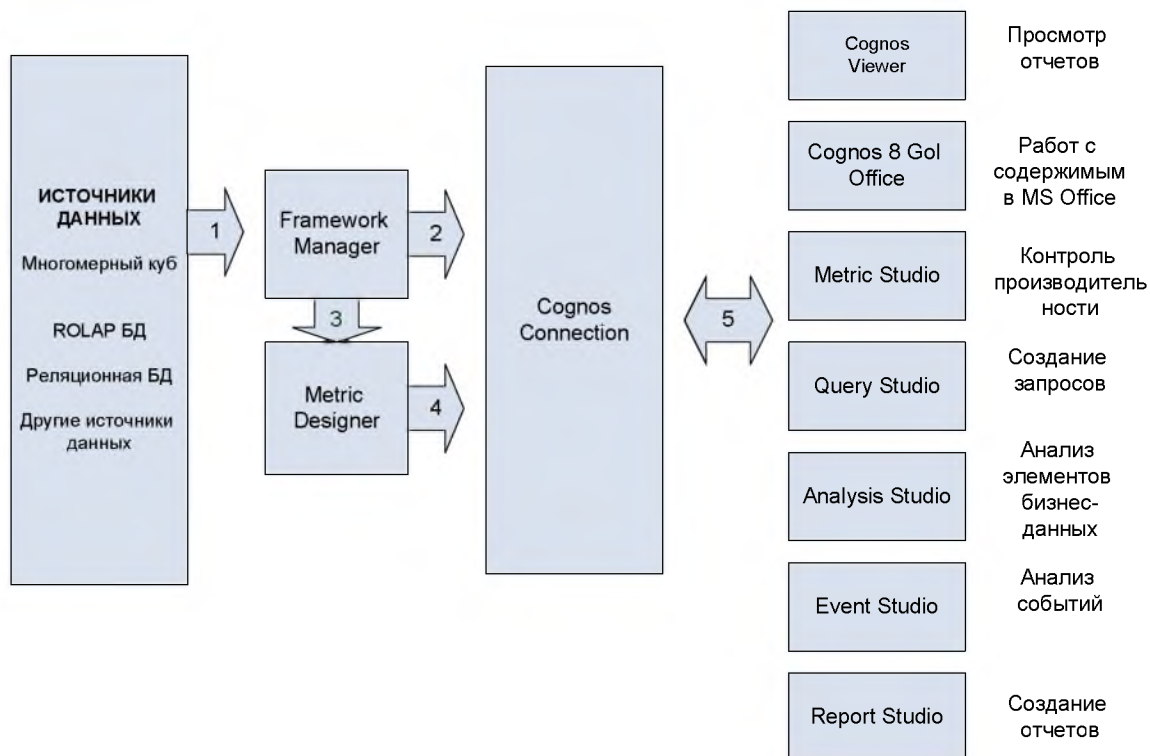 ИСТОЧНИКИ
ДАННЫХ
Многомерный куб
ROLAP БД
Реляционная БД
Другие источники
данных
1
Framework
Manager
2
3
Metric
Designer
4
Cognos
Connection
5
Cognos
Viewer
Просмотр
отчетов
Cognos 8 Gol
Office
Работ с
содержимым
в MS Office
Metric Studio
Контроль
производитель
ности
Query Studio
Создание
запросов
Analysis Studio
Анализ
элементов
бизнес-
данных
Event Studio
Анализ
событий
Report Studio
Создание
отчетов